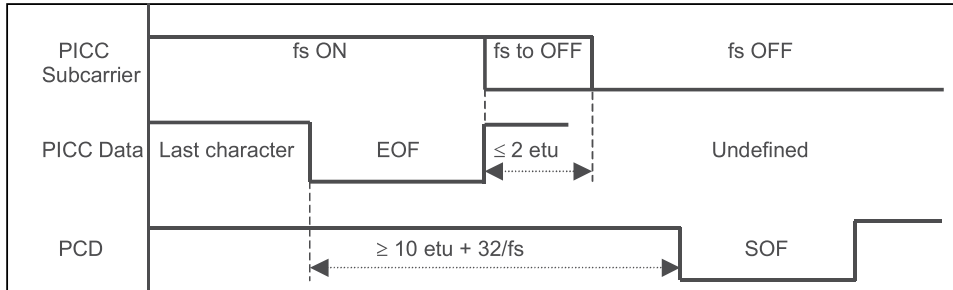 PICC
Subcarrier
fs ON
fs to OFF
fs OFF
PICC Data
Last character
EOF
≤ 2 etu
Undefined
PCD
≥ 10 etu + 32/fs
SOF